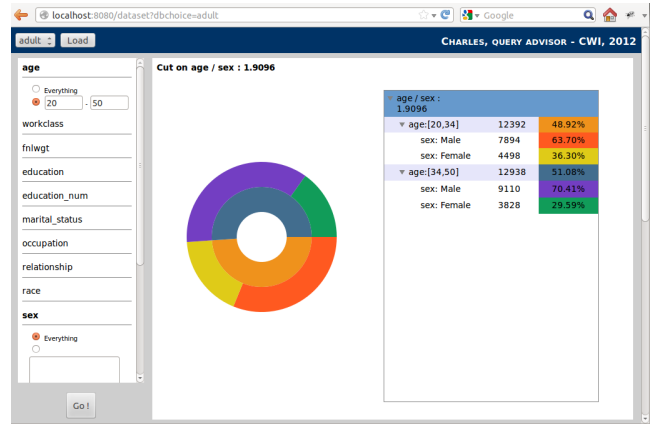 localhost:8080/dataset?dbchoice=adult
Google
adult Load CHARLES, QUERY ADVISOR - CWI, 2012
age
Everything
20 - 50
workclass
fnlwgt
education
education_num
marital_status
occupation
relationship
race
sex
Everything
Go !
Cut on age / sex : 1.9096
age / sex :
1.9096
age:[20,34] 12392 48.92%
sex: Male 7894 63.70%
sex: Female 4498 36.30%
age:[34,50] 12938 51.08%
sex: Male 9110 70.41%
sex: Female 3828 29.59%